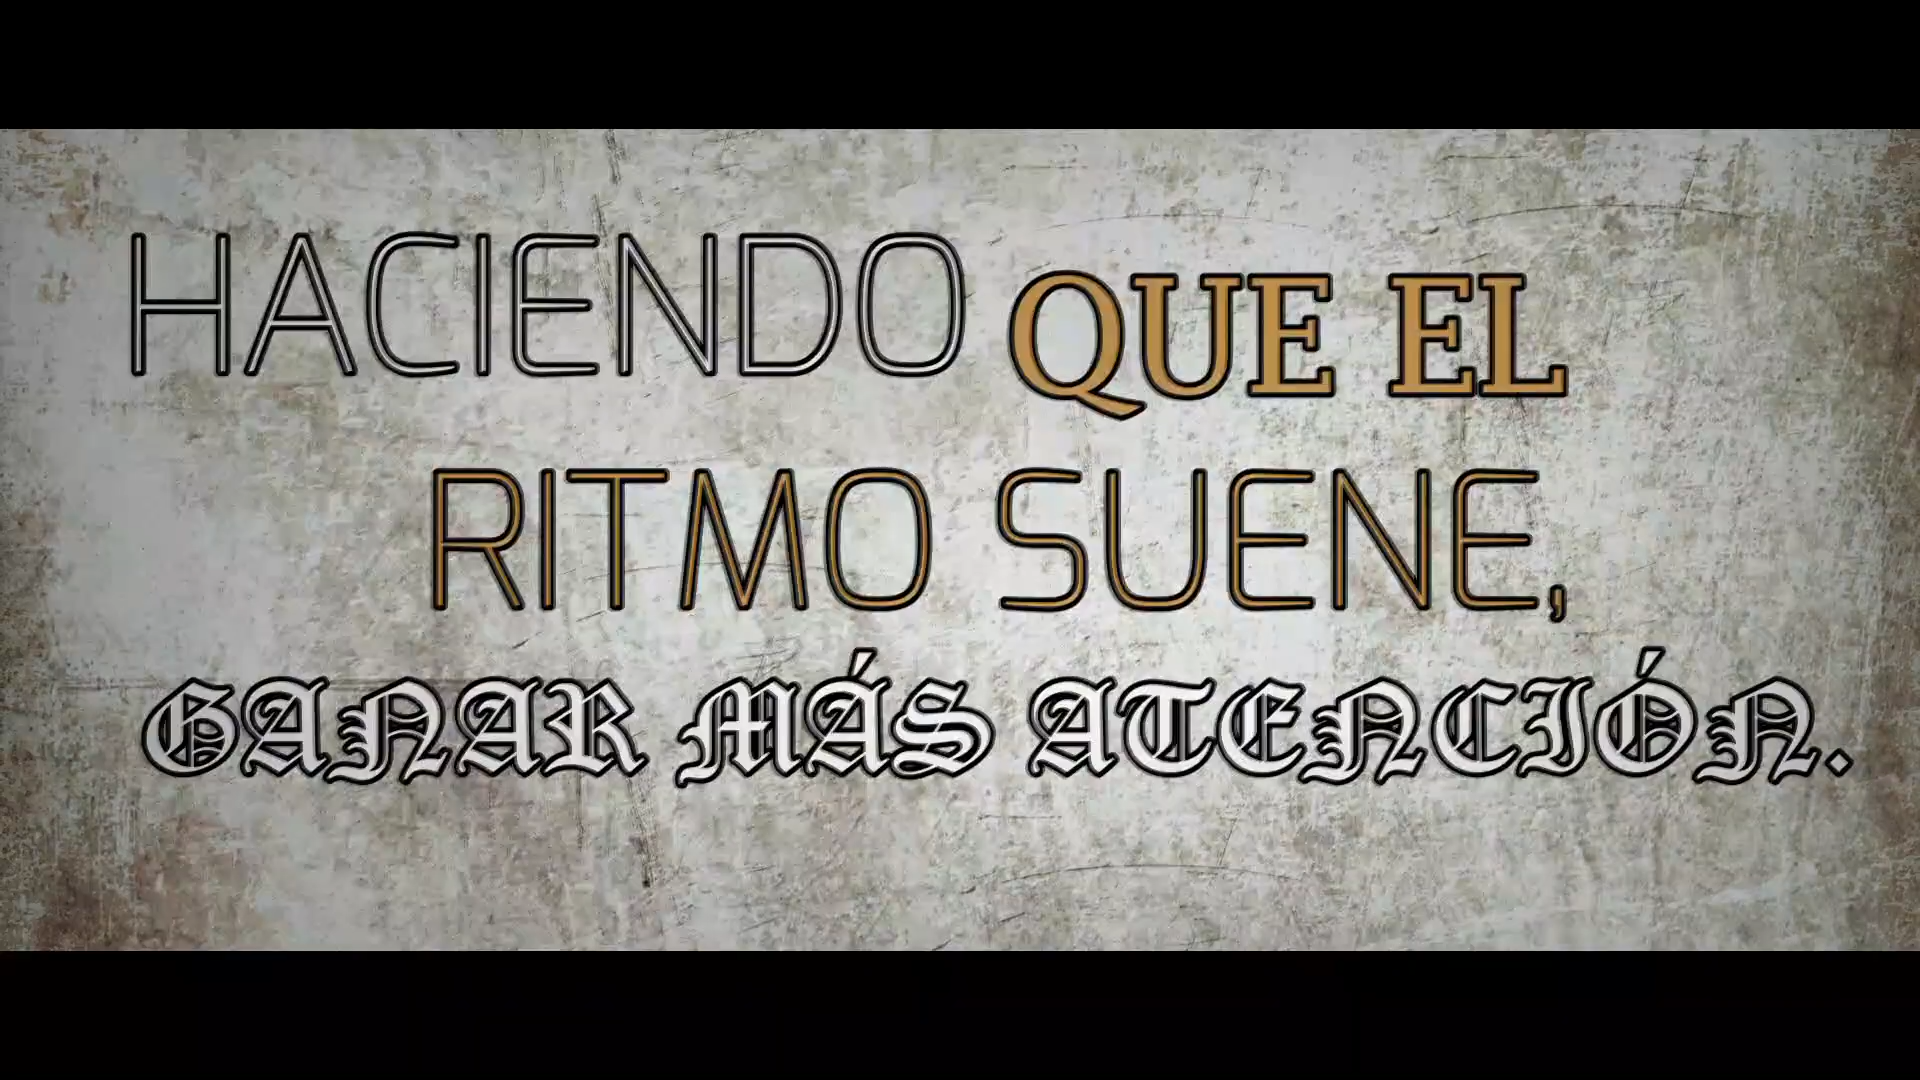 HACIENDO QUE EL
RITMO SUENE,
GANAR MÁS ATENCIÓN.